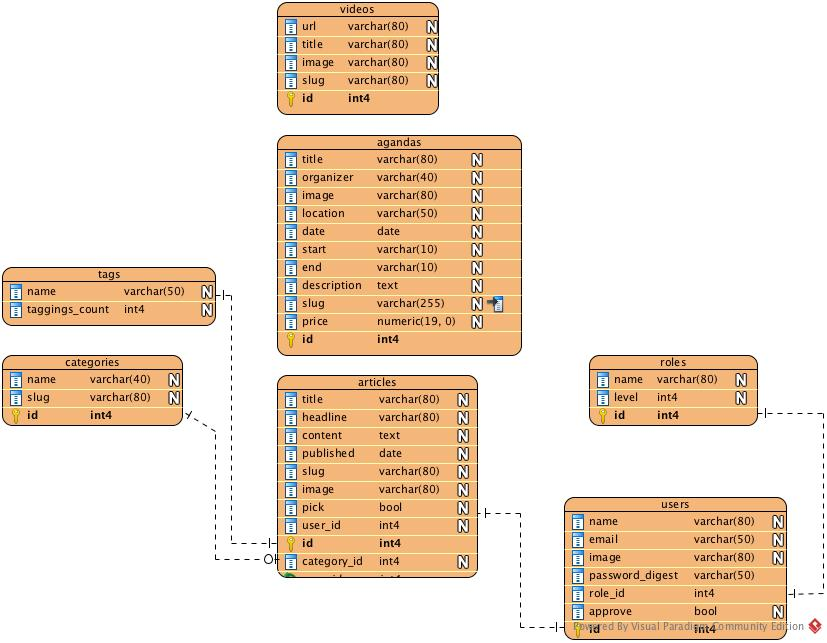 videos
url varchar(80) N
title varchar(80) N
image varchar(80) N
slug varchar(80) N
id int4
agandas
title varchar(80) N
organizer varchar(40) N
image varchar(80) N
location varchar(50) N
date date N
start varchar(10) N
end varchar(10) N
description text N
slug varchar(255) N
price numeric(19, 0) N
id int4
tags
name varchar(50) N
taggings_count int4 N
categories
name varchar(40) N
slug varchar(80) N
id int4
articles
title varchar(80) N
headline varchar(80) N
content text N
published date N
slug varchar(80) N
image varchar(80) N
pick bool N
user_id int4 N
id int4
category_id int4 N
roles
name varchar(80) N
level int4 N
id int4
users
name varchar(80) N
email varchar(50) N
image varchar(80) N
password_digest varchar(50)
role_id int4
approve bool N
id int4
Powered By Visual Paradigm Community Edition